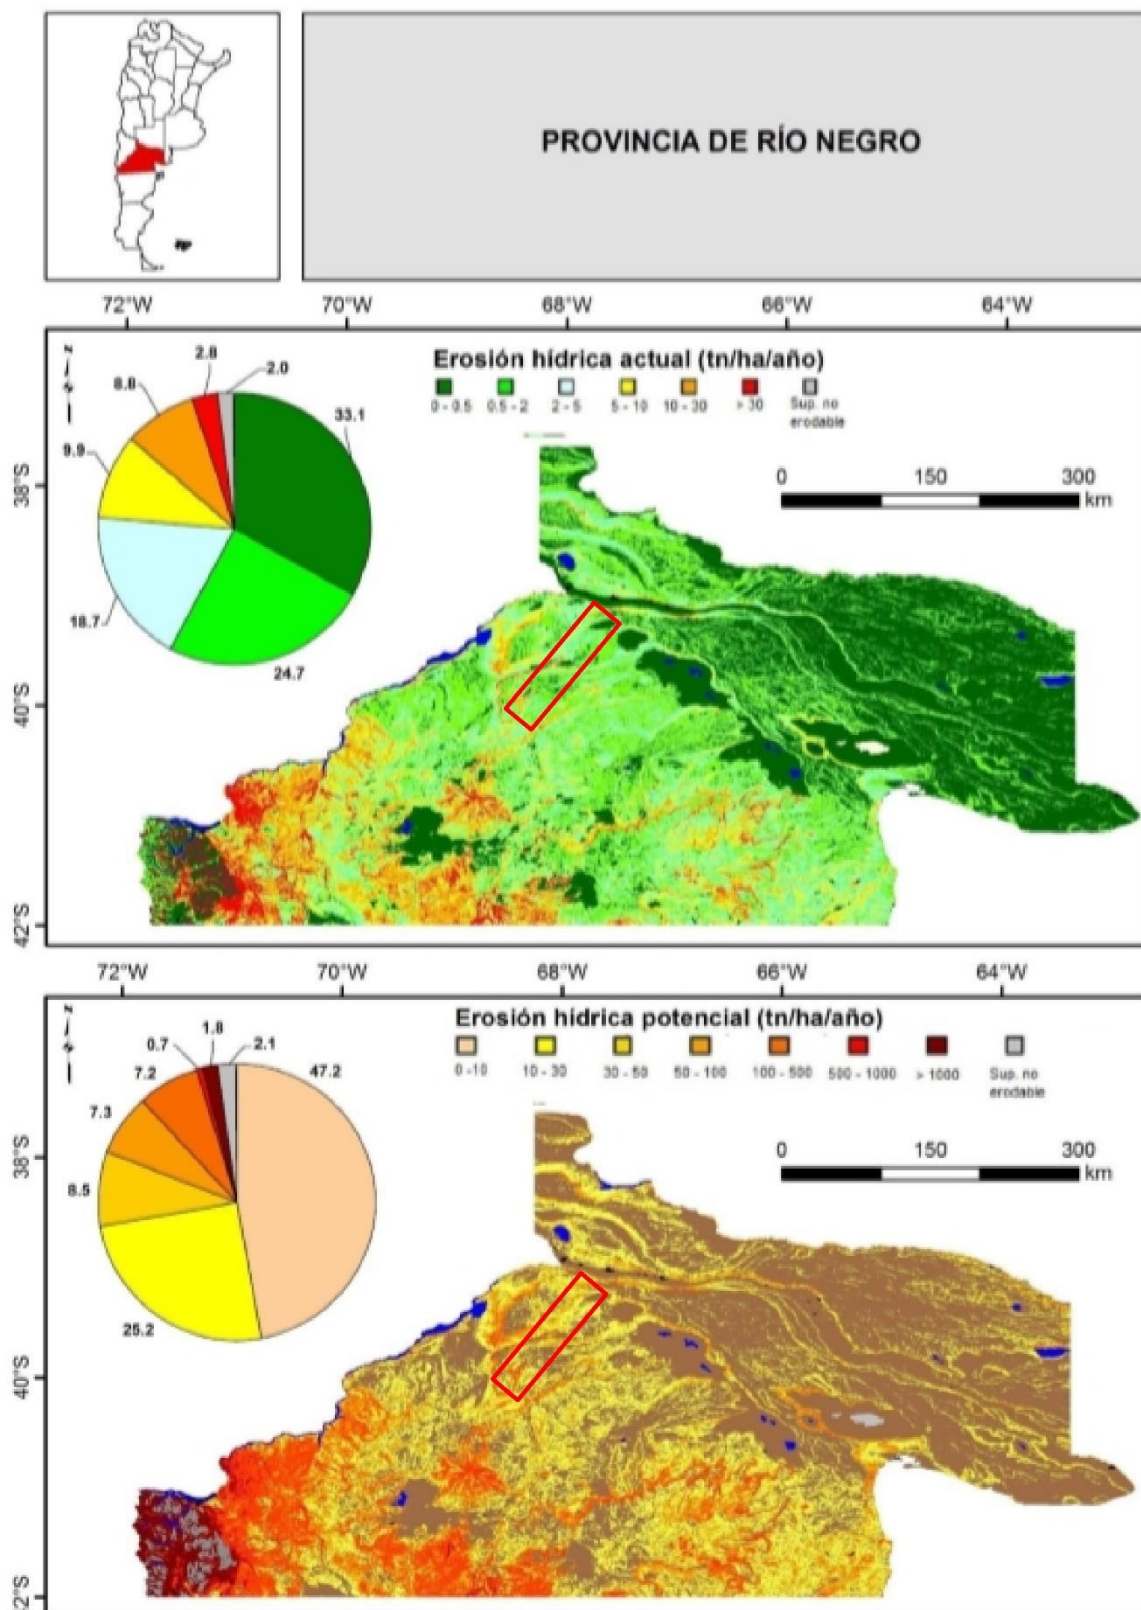 PROVINCIA DE RÍO NEGRO
72°W 70°W 68°W 66°W 64°W
Erosión hídrica actual (tn/ha/año)
0 - 0.5 0.5 - 2 2 - 5 5 - 10 10 - 30 > 30 Sup. no
erodable
z
2.8
2.0
8.8
33.1
9.9
18.7
24.7
0 150 300
km
38°S
40°S
42°S
72°W 70°W 68°W 66°W 64°W
Erosión hídrica potencial (tn/ha/año)
0 -10 10 - 30 30 - 50 50 - 100 100 - 500 500 - 1000 > 1000 Sup. no
erodable
z
1.8
0.7
2.1
7.2
47.2
7.3
8.5
25.2
0 150 300
km
38°S
40°S
2°S